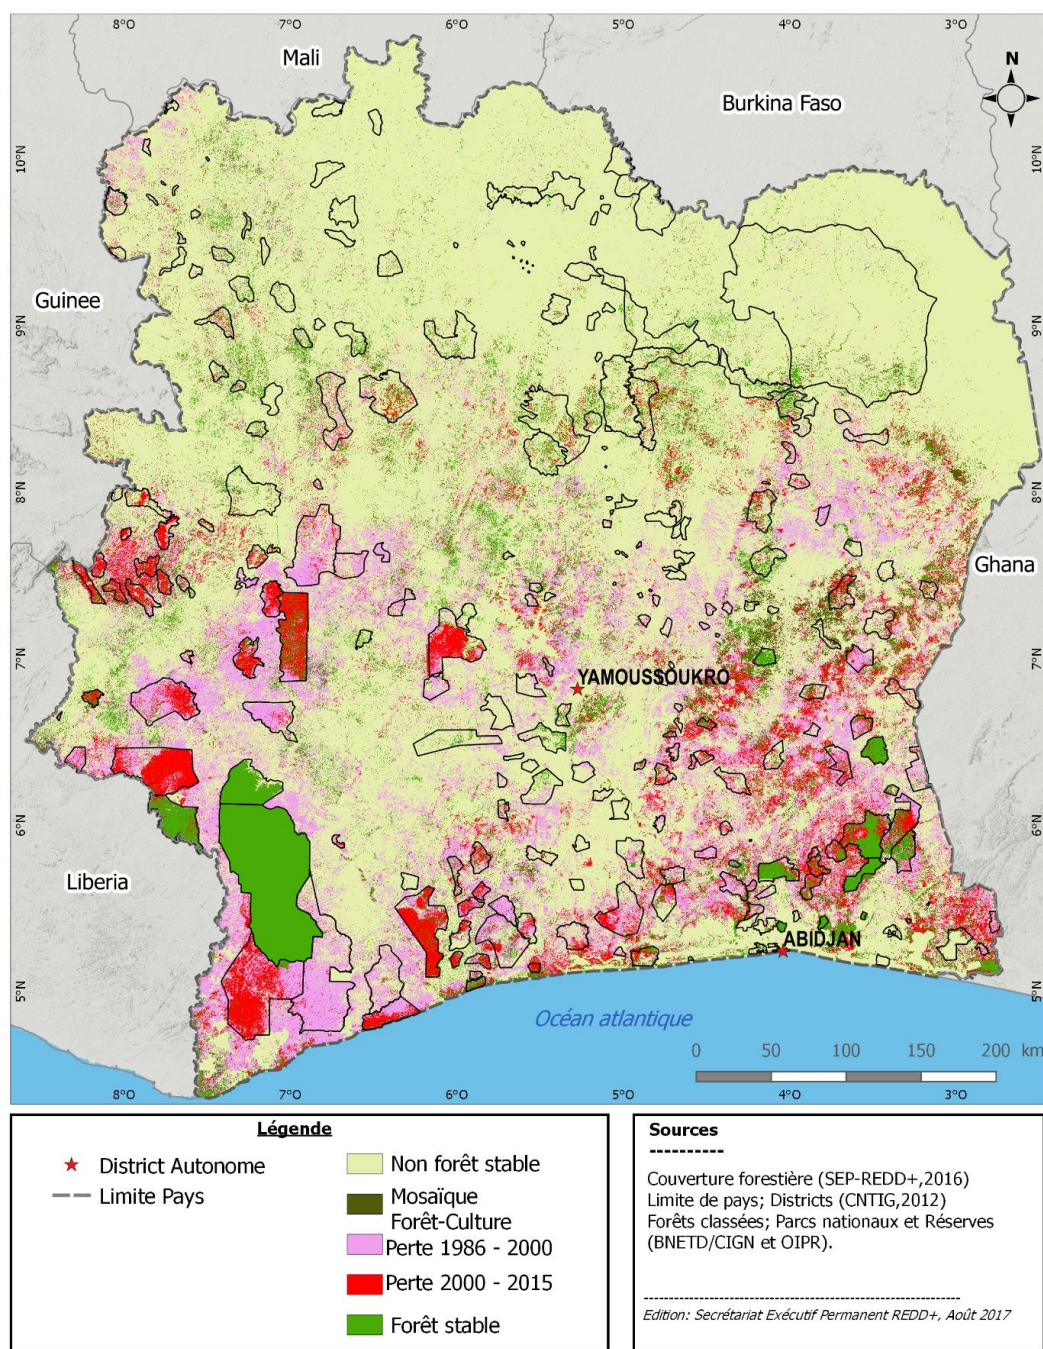 8°O 7°O 6°O 5°O 4°O 3°O
Mali
Burkina Faso
N
10°N 10°N
Guinee
9°N 9°N
8°N 8°N
Ghana
7°N 7°N
YAMOUSSOUKRO
6°N 6°N
Liberia
ABIDJAN
5°N 5°N
Océan atlantique
0 50 100 150 200 km
8°O 7°O 6°O 5°O 4°O 3°O
Légende
District Autonome
Limite Pays
Non forêt stable
Mosaïque
Forêt-Culture
Perte 1986 - 2000
Perte 2000 - 2015
Forêt stable
Sources
----------
Couverture forestière (SEP-REDD+,2016)
Limite de pays; Districts (CNTIG,2012)
Forêts classées; Parcs nationaux et Réserves
(BNETD/CIGN et OIPR).
Edition: Secrétariat Exécutif Permanent REDD+, Août 2017